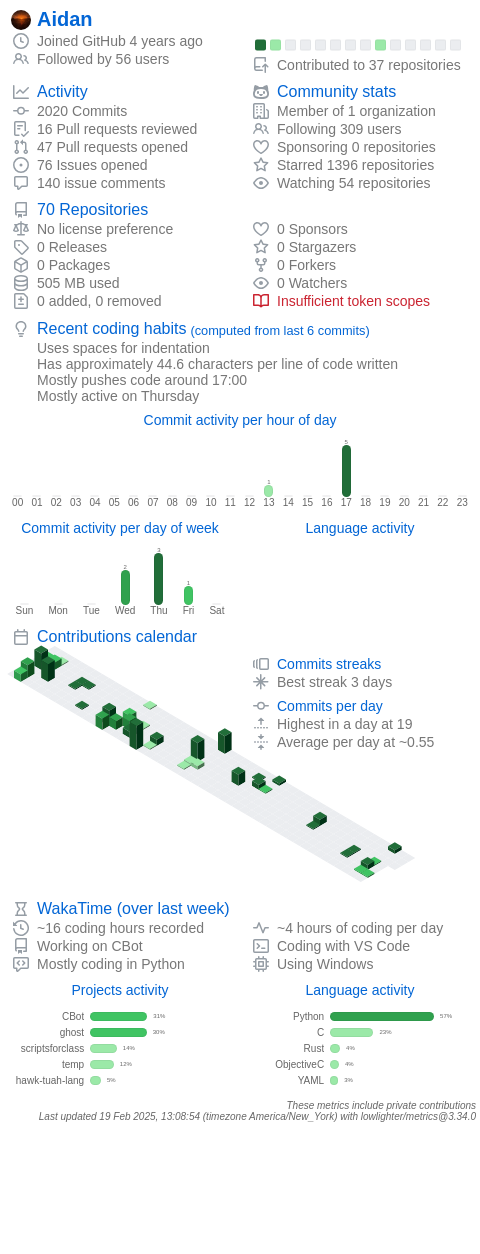 Aidan
Joined GitHub 4 years ago
Followed by 56 users
Contributed to 37 repositories
Activity
2020 Commits
16 Pull requests reviewed
47 Pull requests opened
76 Issues opened
140 issue comments
Community stats
Member of 1 organization
Following 309 users
Sponsoring 0 repositories
Starred 1396 repositories
Watching 54 repositories
70 Repositories
No license preference
0 Releases
0 Packages
505 MB used
0 added, 0 removed
0 Sponsors
0 Stargazers
0 Forkers
0 Watchers
Insufficient token scopes
Recent coding habits (computed from last 6 commits)
Uses spaces for indentation
Has approximately 44.6 characters per line of code written
Mostly pushes code around 17:00
Mostly active on Thursday
Commit activity per hour of day
1 5
00 01 02 03 04 05 06 07 08 09 10 11 12 13 14 15 16 17 18 19 20 21 22 23
Commit activity per day of week
2 3 1
Sun Mon Tue Wed Thu Fri Sat
Language activity
Contributions calendar
Commits streaks
Best streak 3 days
Commits per day
Highest in a day at 19
Average per day at ~0.55
WakaTime (over last week)
~16 coding hours recorded
Working on CBot
Mostly coding in Python
~4 hours of coding per day
Coding with VS Code
Using Windows
Projects activity
CBot 31%
ghost 30%
scriptsforclass 14%
temp 12%
hawk-tuah-lang 5%
Language activity
Python 57%
C 23%
Rust 4%
ObjectiveC 4%
YAML 3%
These metrics include private contributions
Last updated 19 Feb 2025, 13:08:54 (timezone America/New_York) with lowlighter/metrics@3.34.0